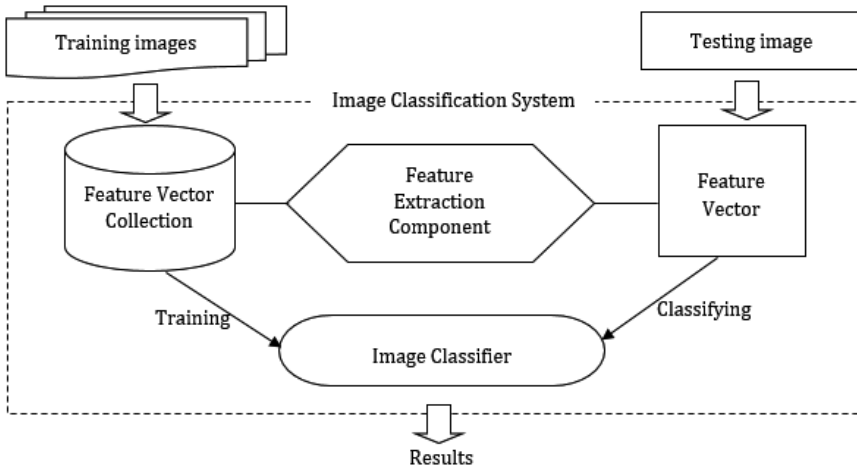 Training images
Testing image
Image Classification System
Feature Vector
Collection
Feature
Extraction
Component
Feature
Vector
Training
Classifying
Image Classifier
Results